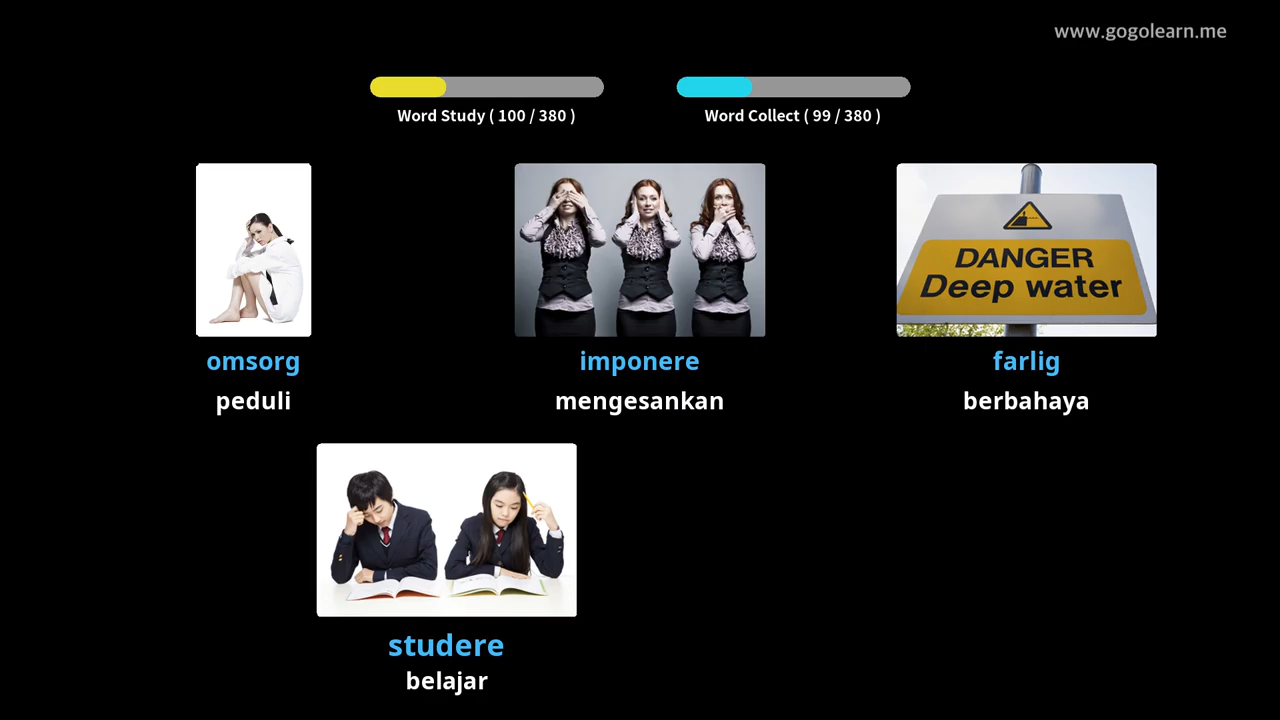 www.gogolearn.me
Word Study ( 100 / 380 )
Word Collect ( 99 / 380 )
DANGER
Deep water
omsorg
peduli
imponere
mengesankan
farlig
berbahaya
studere
belajar